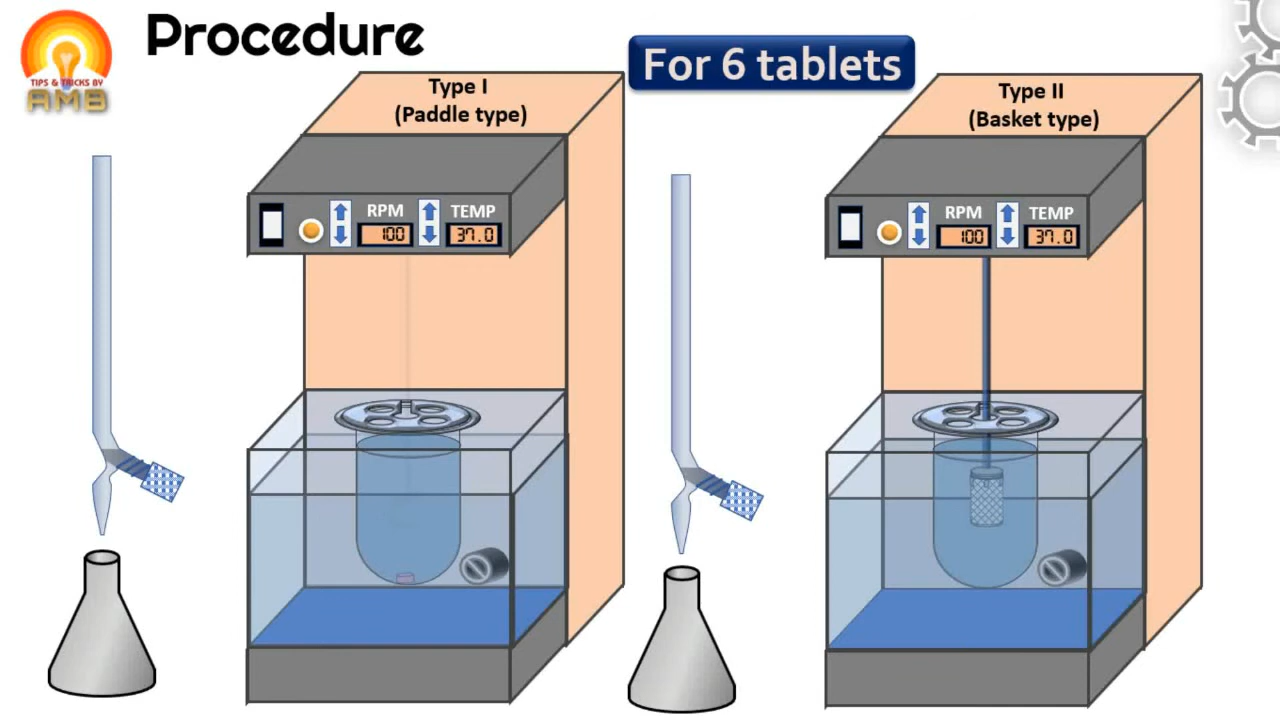 Procedure
TIPS & TRICKS BY
AMB
For 6 tablets
Type I
(Paddle type)
RPM
TEMP
100
37.0
Type II
(Basket type)
RPM
TEMP
100
37.0